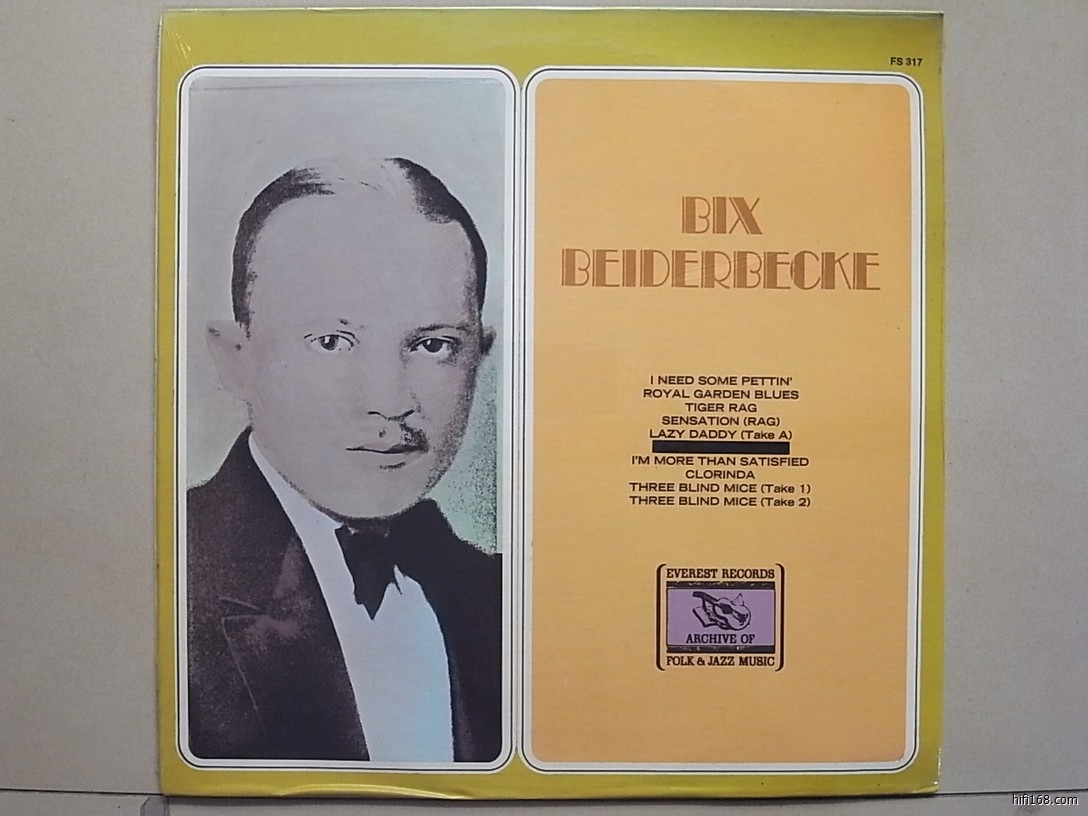 FS 317
BIX
BEIDERBECKE
I NEED SOME PETTIN'
ROYAL GARDEN BLUES
TIGER RAG
SENSATION (RAG)
LAZY DADDY (Take A)
I'M MORE THAN SATISFIED
CLORINDA
THREE BLIND MICE (Take 1)
THREE BLIND MICE (Take 2)
EVEREST RECORDS
ARCHIVE OF
FOLK & JAZZ MUSIC
hifi168.com